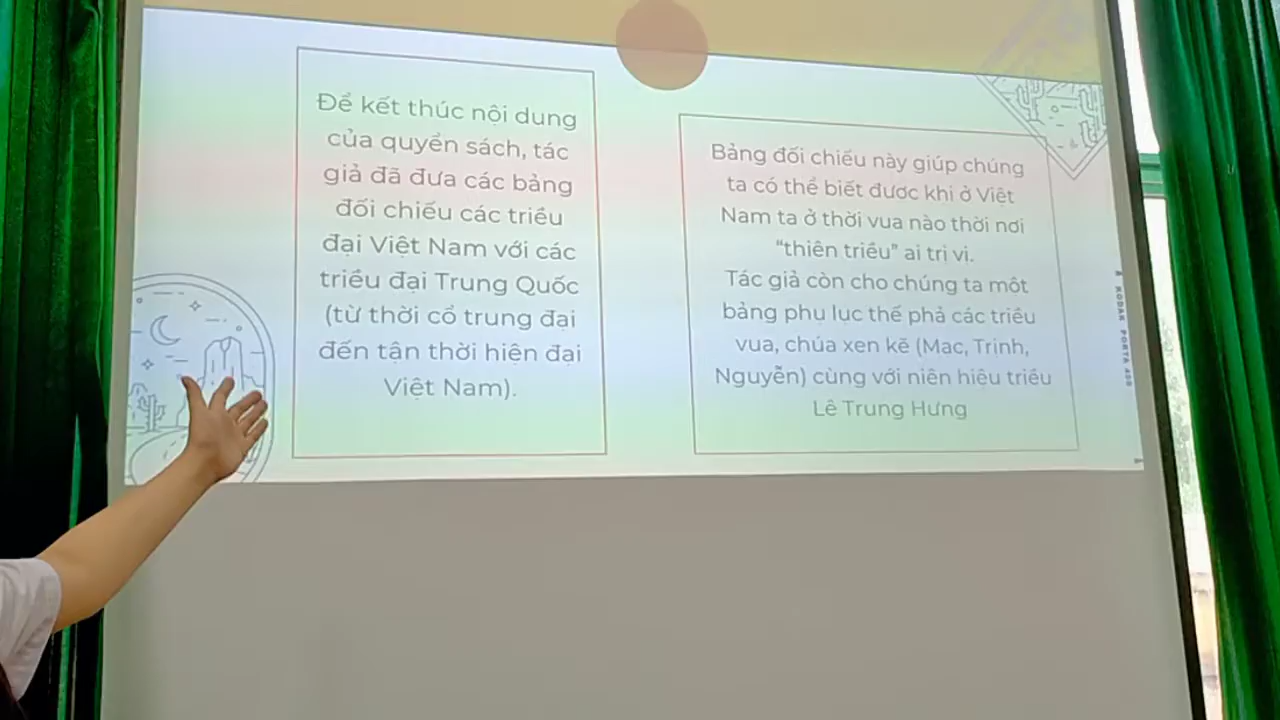 Để kết thúc nội dung
của quyển sách, tác
giả đã đưa các bảng
đối chiếu các triều
đại Việt Nam với các
triều đại Trung Quốc
(từ thời cổ trung đại
đến tận thời hiện đại
Việt Nam).
Bảng đối chiếu này giúp chúng
ta có thể biết được khi ở Việt
Nam ta ở thời vua nào thời nơi
“thiên triều” ai trị vì.
Tác giả còn cho chúng ta một
bảng phụ lục thế phả các triều
vua, chúa xen kẽ (Mạc, Trịnh,
Nguyễn) cùng với niên hiệu triều
Lê Trung Hưng
KODAK PORTA 400